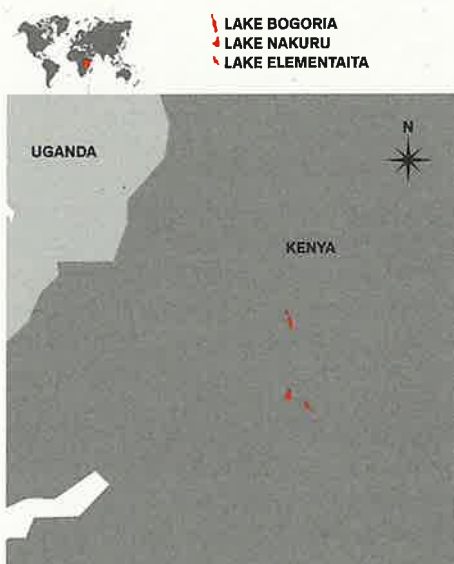 LAKE BOGORIA
LAKE NAKURU
LAKE ELEMENTAITA
N
UGANDA
KENYA